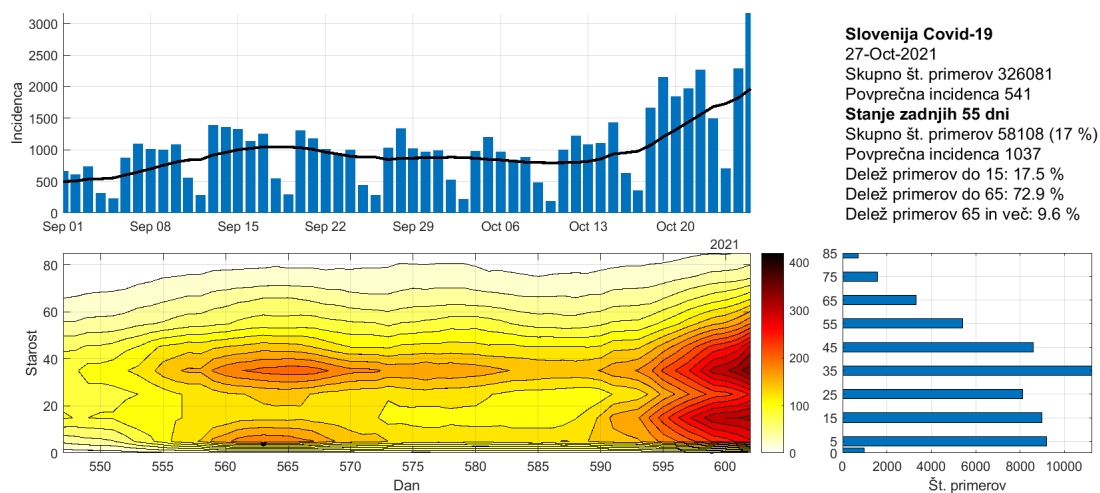 3000
2500
2000
1500
1000
500
0
Incidenca
Sep 01 Sep 08 Sep 15 Sep 22 Sep 29 Oct 06 Oct 13 Oct 20
2021
Slovenija Covid-19
27-Oct-2021
Skupno št. primerov 326081
Povprečna incidenca 541
Stanje zadnjih 55 dni
Skupno št. primerov 58108 (17 %)
Povprečna incidenca 1037
Delež primerov do 15: 17.5 %
Delež primerov do 65: 72.9 %
Delež primerov 65 in več: 9.6 %
80
60
40
20
0
Starost
550 555 560 565 570 575 580 585 590 595 600
Dan
400
300
200
100
0
85
75
65
55
45
35
25
15
5
0
0 2000 4000 6000 8000 10000
Št. primerov